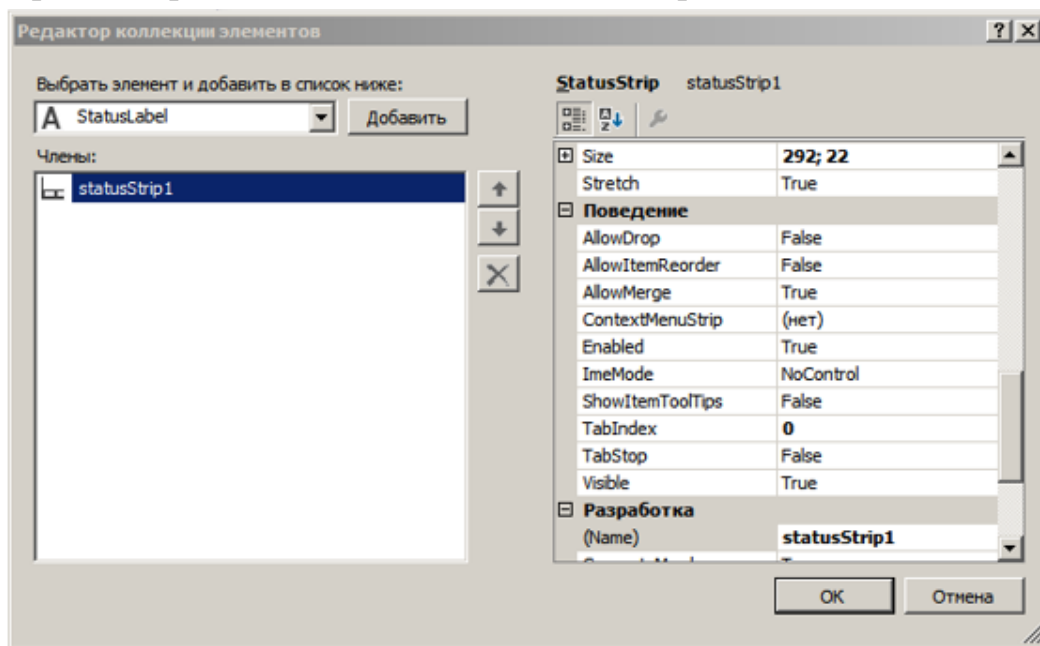 Редактор коллекции элементов
Выбрать элемент и добавить в список ниже:
StatusLabel
Добавить
Члены:
statusStrip1
StatusStrip statusStrip1
Size 292; 22
Stretch True
Поведение
AllowDrop False
AllowItemReorder False
AllowMerge True
ContextMenuStrip (нет)
Enabled True
ImeMode NoControl
ShowItemToolTips False
TabIndex 0
TabStop False
Visible True
Разработка
(Name) statusStrip1
OK Отмена